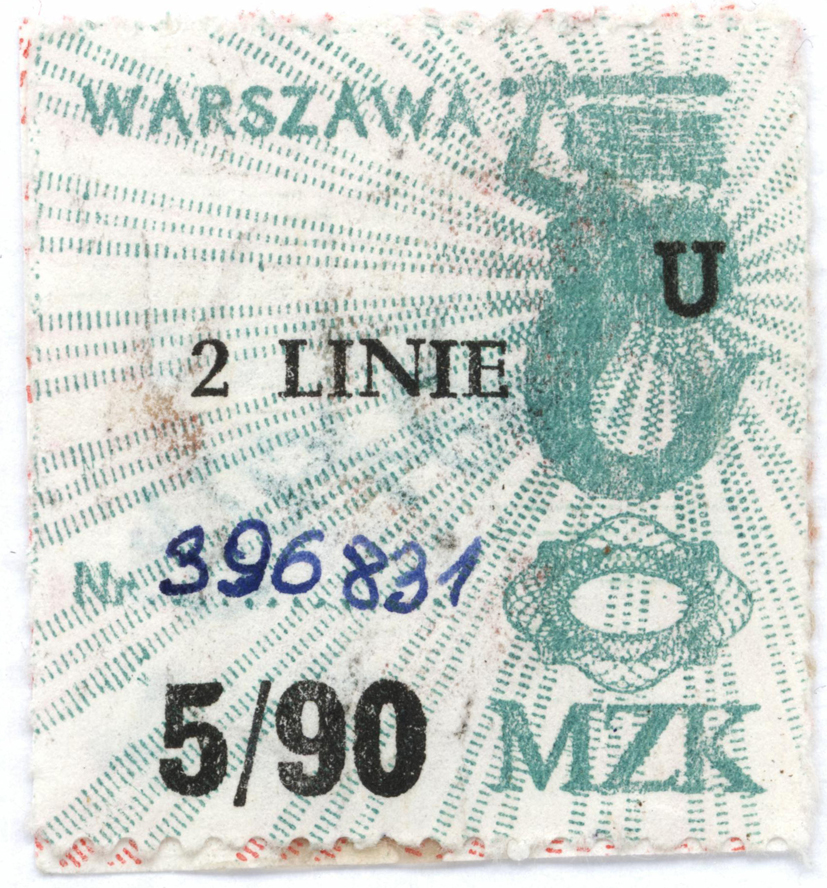 WARSZAWA
U
2 LINIE
Nr 396831
5/90 MZK